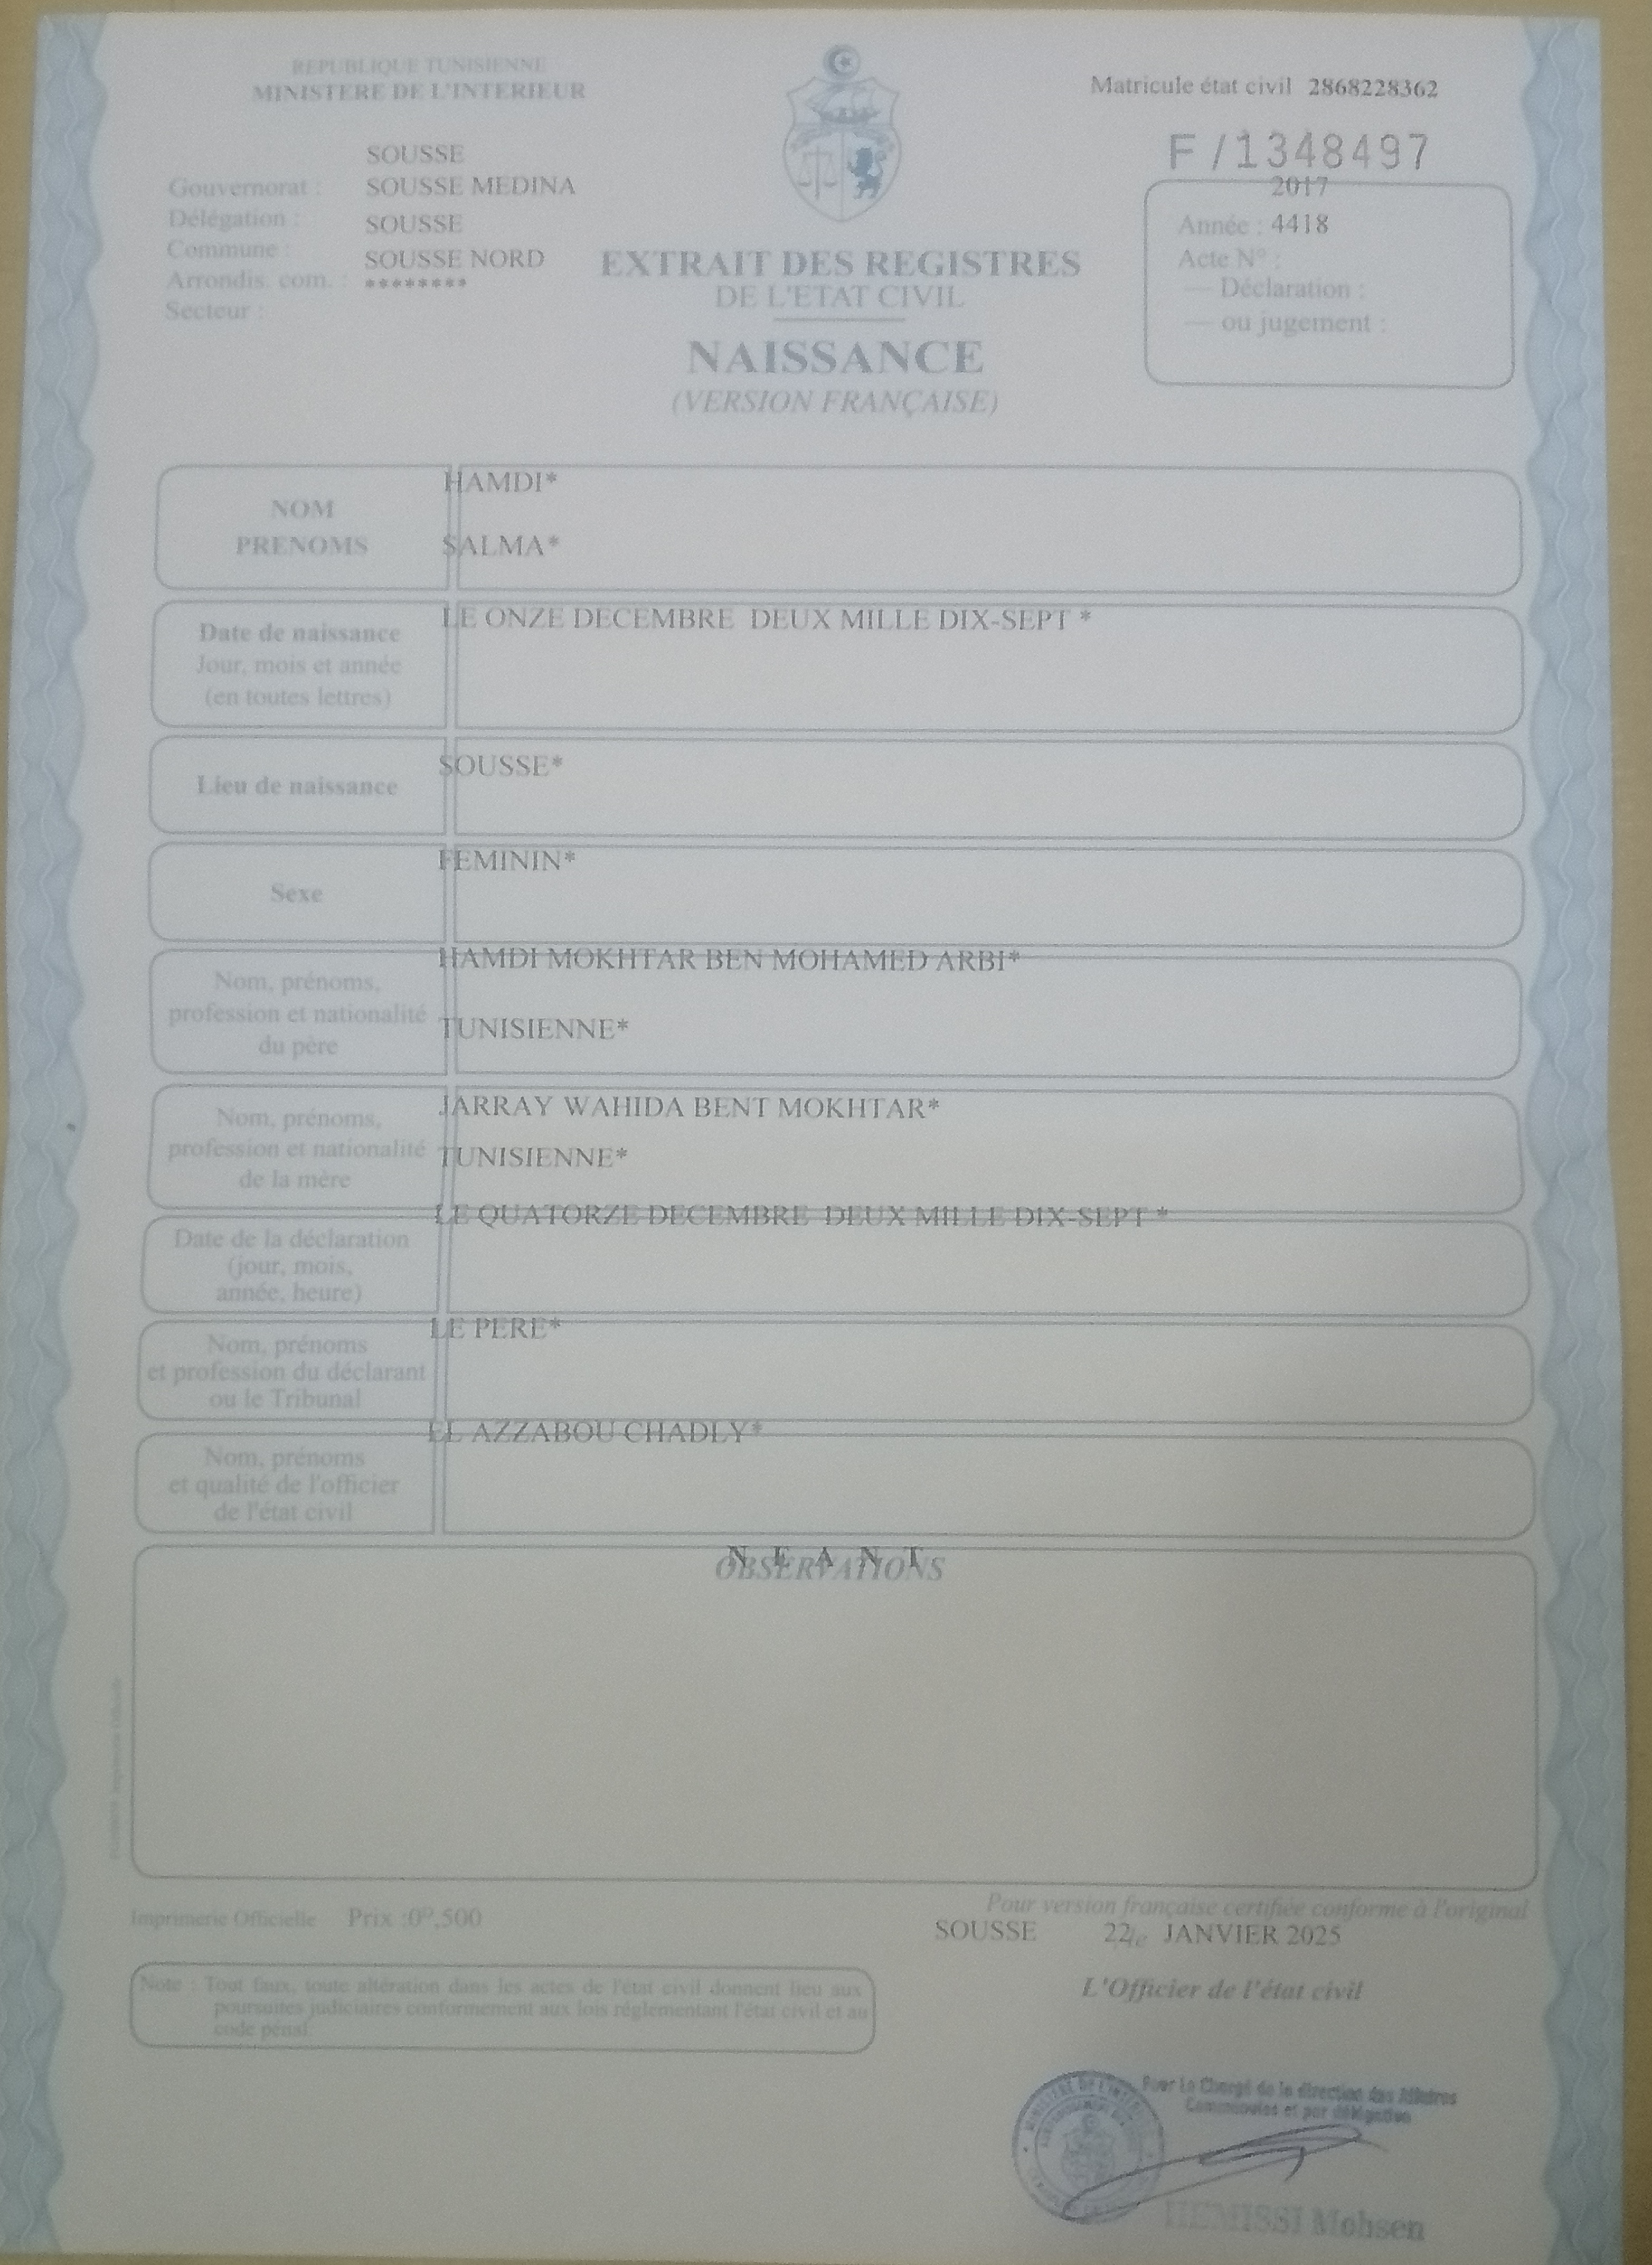 REPUBLIQUE TUNISIENNE
MINISTERE DE L'INTERIEUR
Matricule état civil 2868228362
F/1348497
SOUSSE
Gouvernorat : SOUSSE MEDINA
Délégation : SOUSSE
Commune : SOUSSE NORD
Arrondis. com. : ********
Secteur :
2017
Année : 4418
Acte N° :
— Déclaration :
— ou jugement :
EXTRAIT DES REGISTRES
DE L'ETAT CIVIL
NAISSANCE
(VERSION FRANÇAISE)
HAMDI*
NOM
PRENOMS
SALMA*
LE ONZE DECEMBRE DEUX MILLE DIX-SEPT *
Date de naissance
Jour, mois et année
(en toutes lettres)
SOUSSE*
Lieu de naissance
FEMININ*
Sexe
HAMDI MOKHTAR BEN MOHAMED ARBI*
Nom, prénoms,
profession et nationalité
du père
TUNISIENNE*
JARRAY WAHIDA BENT MOKHTAR*
Nom, prénoms,
profession et nationalité
de la mère
TUNISIENNE*
LE QUATORZE DECEMBRE DEUX MILLE DIX-SEPT *
Date de la déclaration
(jour, mois,
année, heure)
LE PERE*
Nom, prénoms
et profession du déclarant
ou le Tribunal
EL AZZABOU CHADLY*
Nom, prénoms
et qualité de l'officier
de l'état civil
N E A N T
OBSERVATIONS
Imprimerie Officielle Prix :0ᴰ,500
Pour version française certifiée conforme à l'original
SOUSSE 22 le JANVIER 2025
L'Officier de l'état civil
Note : Tout faux, toute altération dans les actes de l'état civil donnent lieu aux
poursuites judiciaires conformement aux lois réglementant l'état civil et au
code pénal
Pour Le Chargé de la direction des Affaires
Communales et par délégation
HEMISSI Mohsen